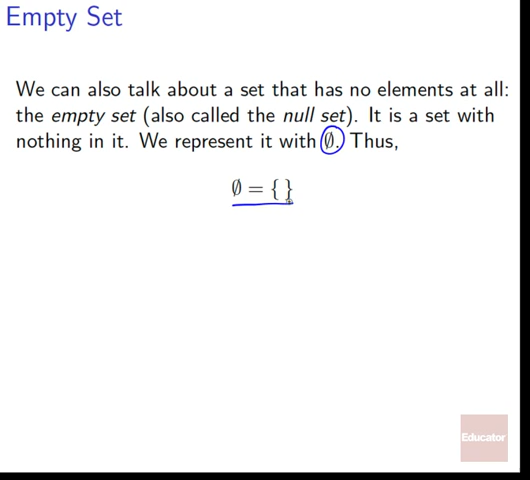 Empty Set
We can also talk about a set that has no elements at all:
the empty set (also called the null set). It is a set with
nothing in it. We represent it with ∅. Thus,
∅ = { }
Educator